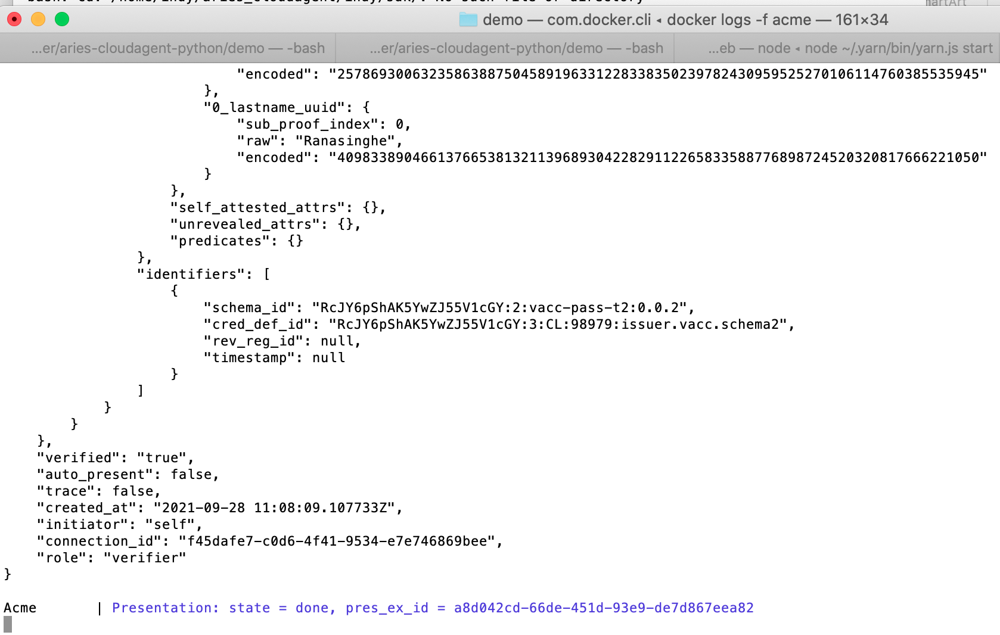 demo — com.docker.cli ◂ docker logs -f acme — 161×34
...er/aries-cloudagent-python/demo — -bash
...er/aries-cloudagent-python/demo — -bash
...eb — node ◂ node ~/.yarn/bin/yarn.js start
"encoded": "25786930063235863887504589196331228338350239782430959525270106114760385535945"
},
"0_lastname_uuid": {
"sub_proof_index": 0,
"raw": "Ranasinghe",
"encoded": "40983389046613766538132113968930422829112265833588776898724520320817666221050"
}
},
"self_attested_attrs": {},
"unrevealed_attrs": {},
"predicates": {}
},
"identifiers": [
{
"schema_id": "RcJY6pShAK5YwZJ55V1cGY:2:vacc-pass-t2:0.0.2",
"cred_def_id": "RcJY6pShAK5YwZJ55V1cGY:3:CL:98979:issuer.vacc.schema2",
"rev_reg_id": null,
"timestamp": null
}
]
}
}
},
"verified": "true",
"auto_present": false,
"trace": false,
"created_at": "2021-09-28 11:08:09.107733Z",
"initiator": "self",
"connection_id": "f45dafe7-c0d6-4f41-9534-e7e746869bee",
"role": "verifier"
}
Acme | Presentation: state = done, pres_ex_id = a8d042cd-66de-451d-93e9-de7d867eea82